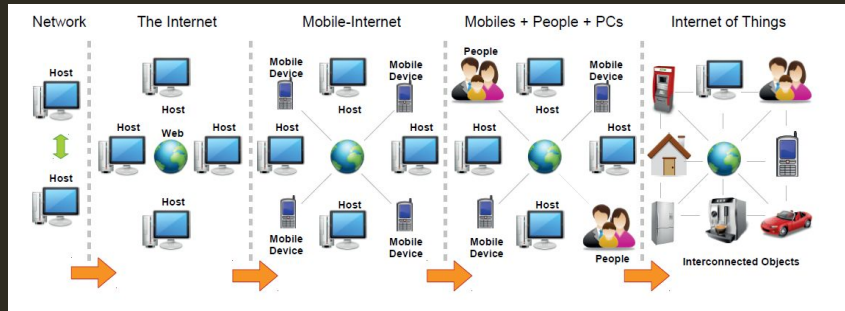 Network
The Internet
Mobile-Internet
Mobiles + People + PCs
Internet of Things
Host
Host
Host
Host
Web
Host
Host
Mobile
Device
Host
Mobile
Device
Host
Host
Mobile
Device
Host
Mobile
Device
People
Host
Mobile
Device
Host
Host
Mobile
Device
Host
People
Interconnected Objects